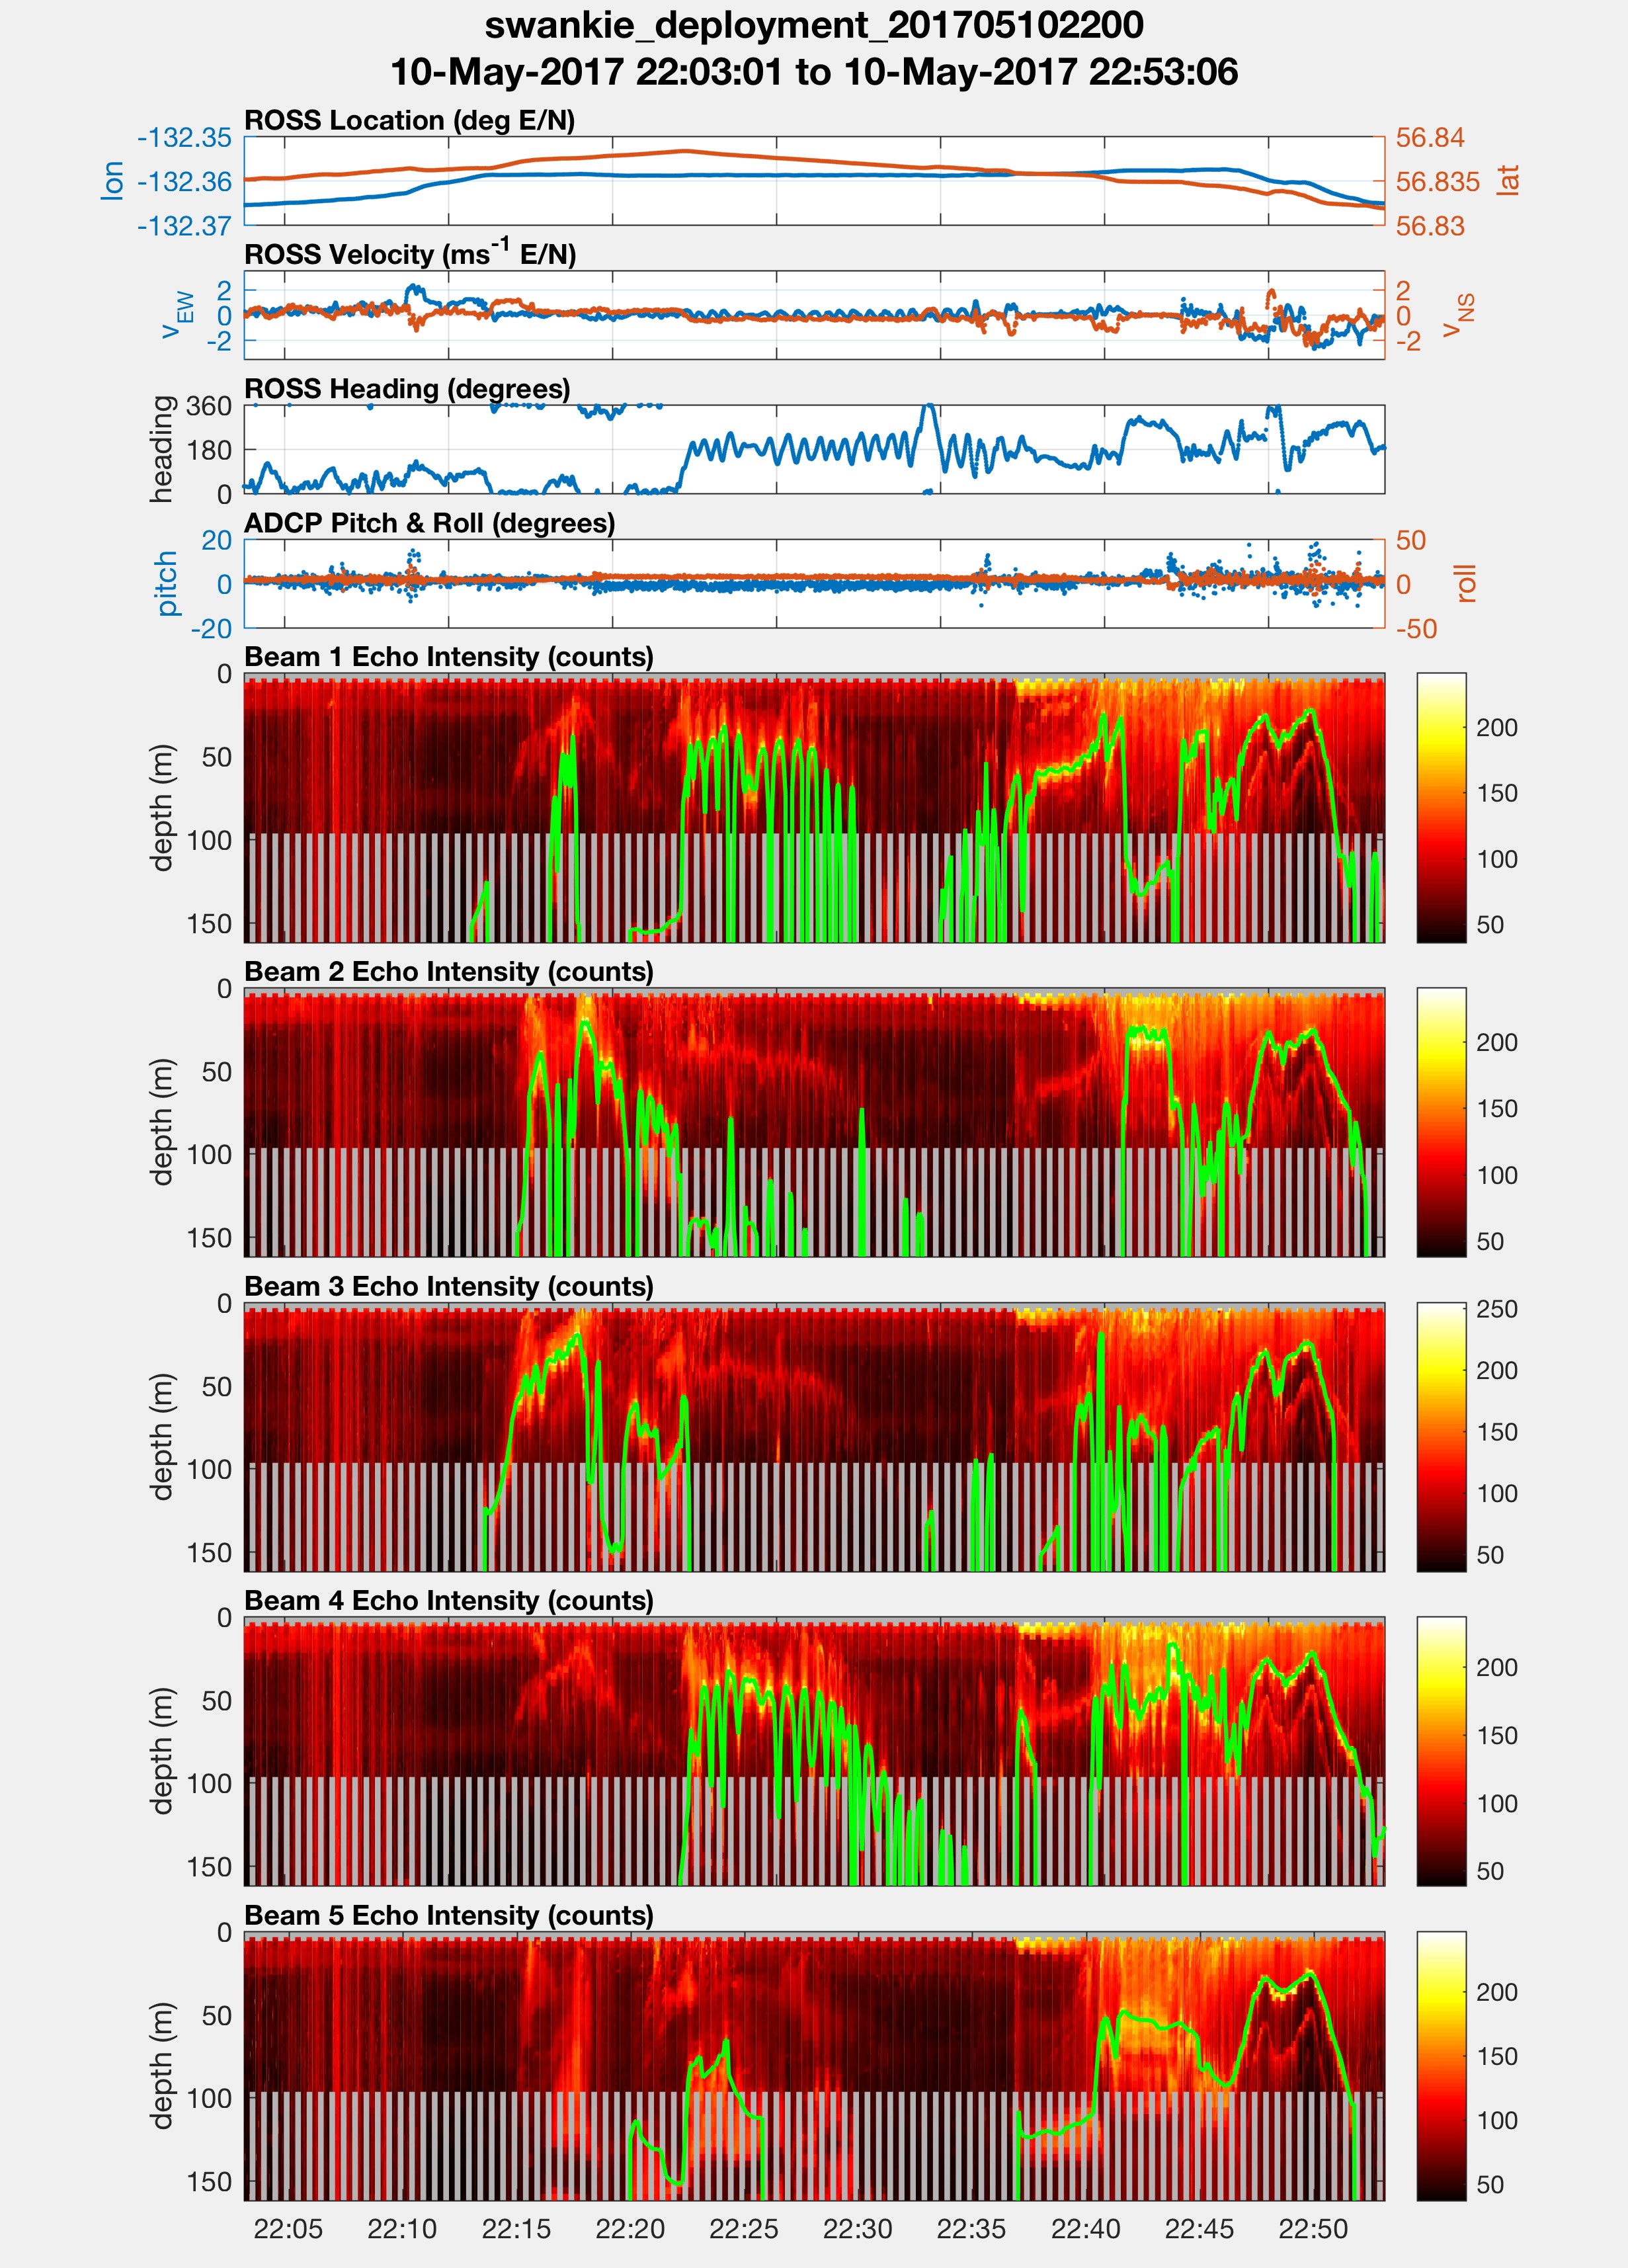 swankie_deployment_201705102200
10-May-2017 22:03:01 to 10-May-2017 22:53:06
ROSS Location (deg E/N)
-132.35
-132.36
-132.37
lon
56.84
56.835
56.83
lat
ROSS Velocity (ms-1 E/N)
2
0
-2
vEW
2
0
-2
vNS
ROSS Heading (degrees)
360
180
0
heading
ADCP Pitch & Roll (degrees)
20
0
-20
pitch
50
0
-50
roll
Beam 1 Echo Intensity (counts)
0
50
100
150
depth (m)
200
150
100
50
Beam 2 Echo Intensity (counts)
0
50
100
150
depth (m)
200
150
100
50
Beam 3 Echo Intensity (counts)
0
50
100
150
depth (m)
250
200
150
100
50
Beam 4 Echo Intensity (counts)
0
50
100
150
depth (m)
200
150
100
50
Beam 5 Echo Intensity (counts)
0
50
100
150
depth (m)
200
150
100
50
22:05 22:10 22:15 22:20 22:25 22:30 22:35 22:40 22:45 22:50